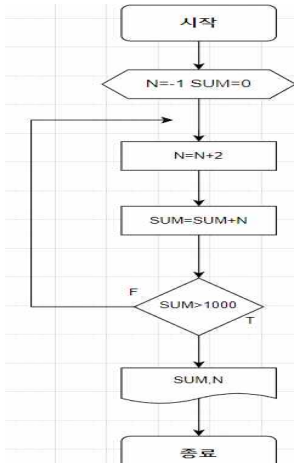 시작
N=-1 SUM=0
N=N+2
SUM=SUM+N
F
SUM>1000
T
SUM,N
종료